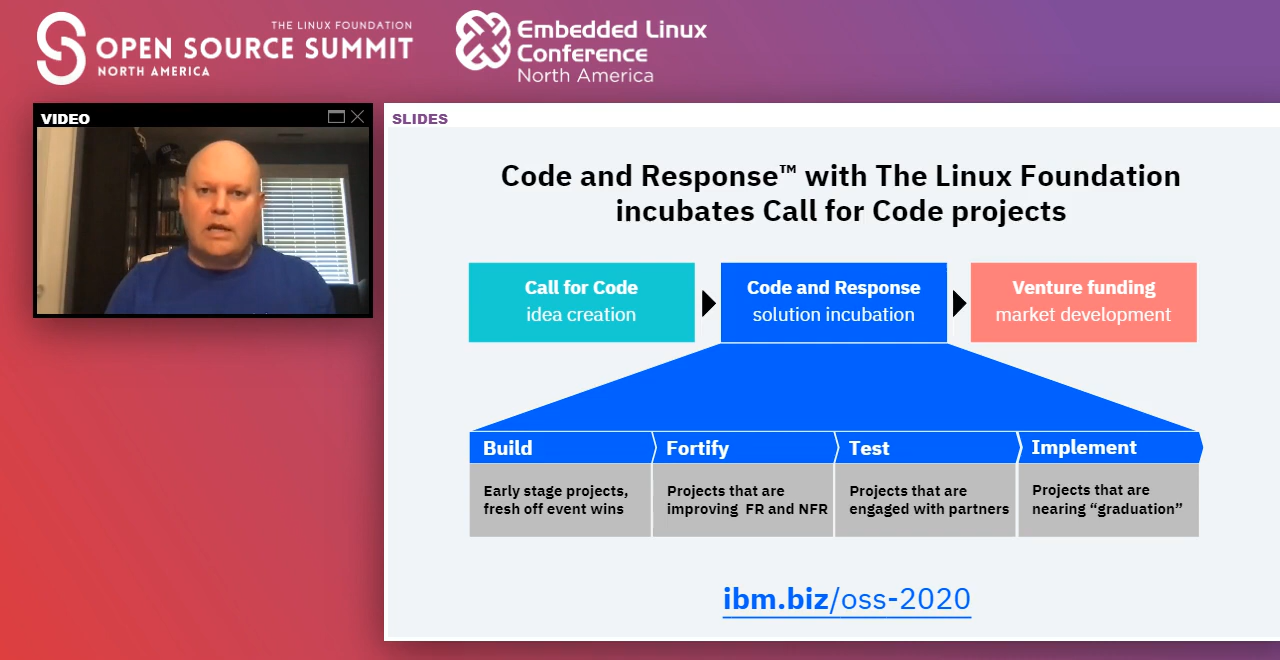 THE LINUX FOUNDATION
OPEN SOURCE SUMMIT
NORTH AMERICA
Embedded Linux
Conference
North America
VIDEO
SLIDES
Code and Response™ with The Linux Foundation
incubates Call for Code projects
Call for Code
idea creation
Code and Response
solution incubation
Venture funding
market development
Build
Early stage projects,
fresh off event wins
Fortify
Projects that are
improving FR and NFR
Test
Projects that are
engaged with partners
Implement
Projects that are
nearing “graduation”
ibm.biz/oss-2020